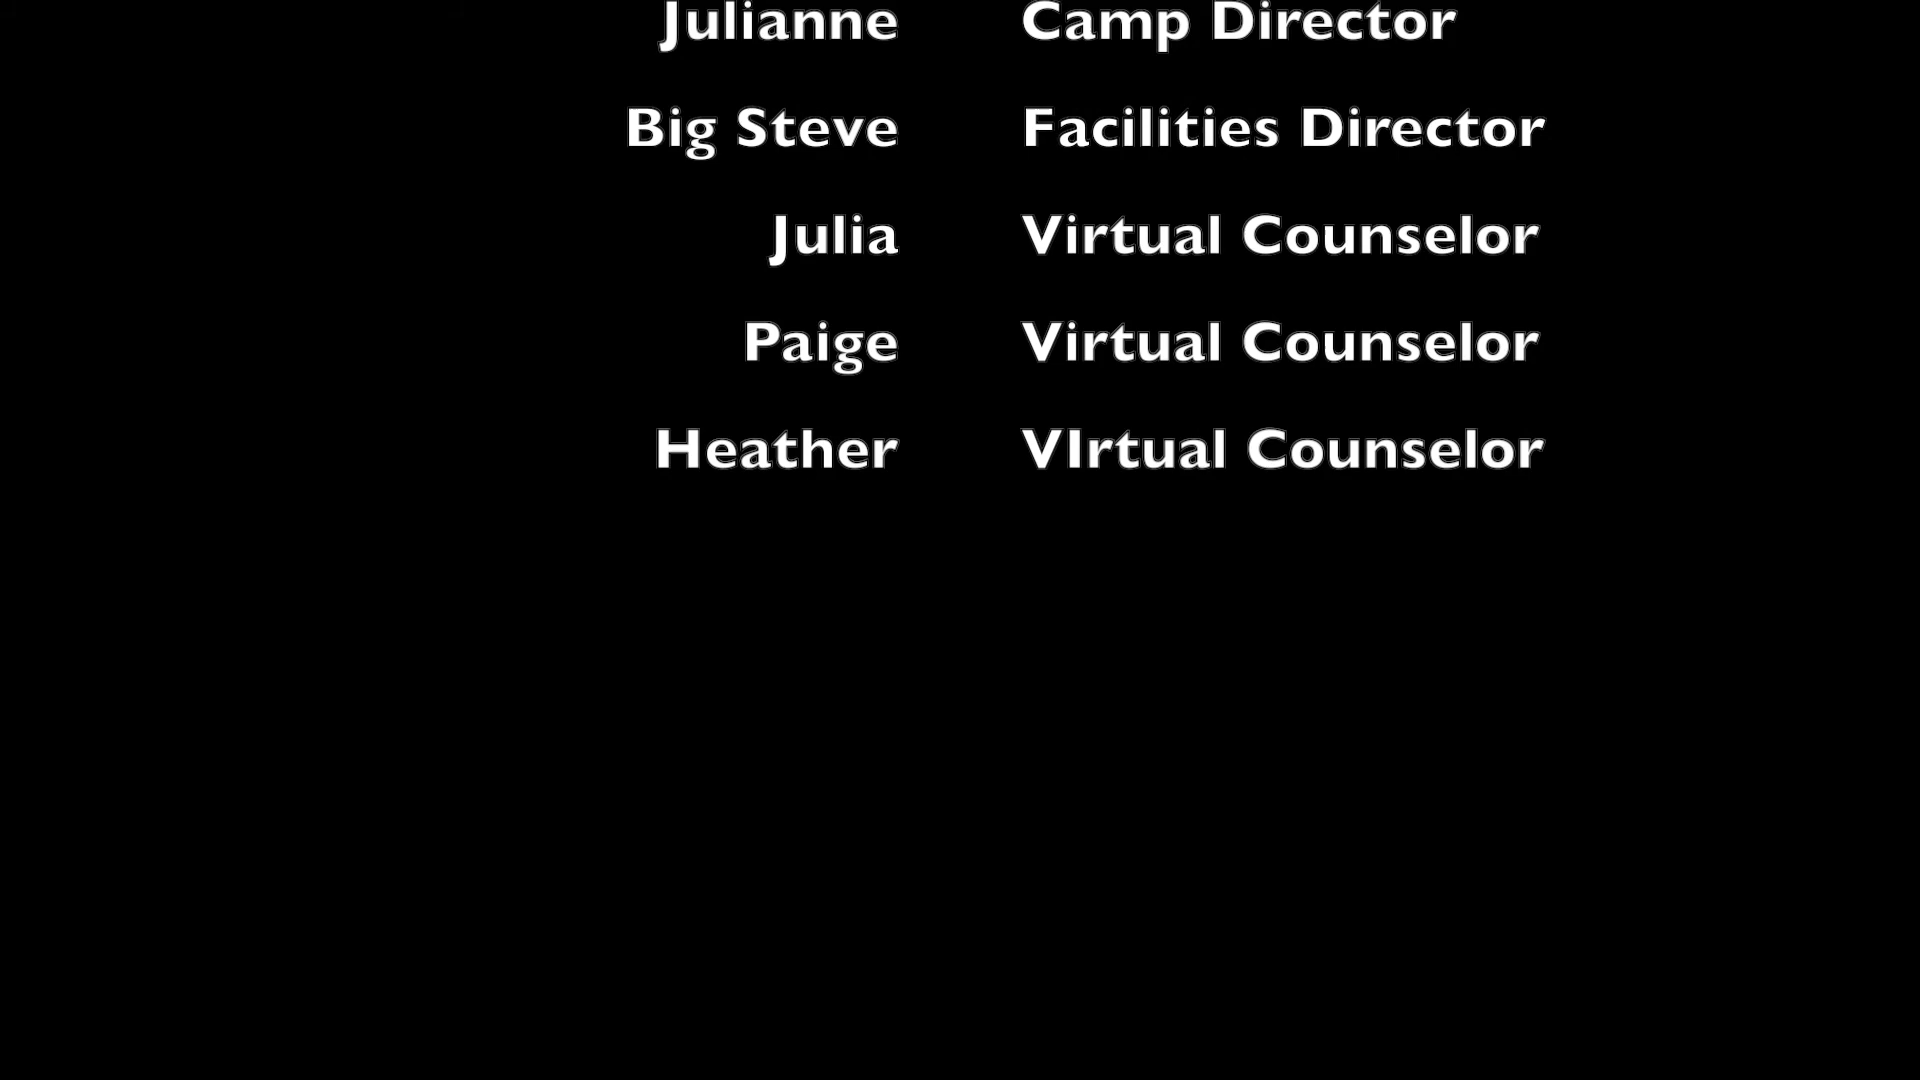 Julianne Camp Director
Big Steve Facilities Director
Julia Virtual Counselor
Paige Virtual Counselor
Heather VIrtual Counselor